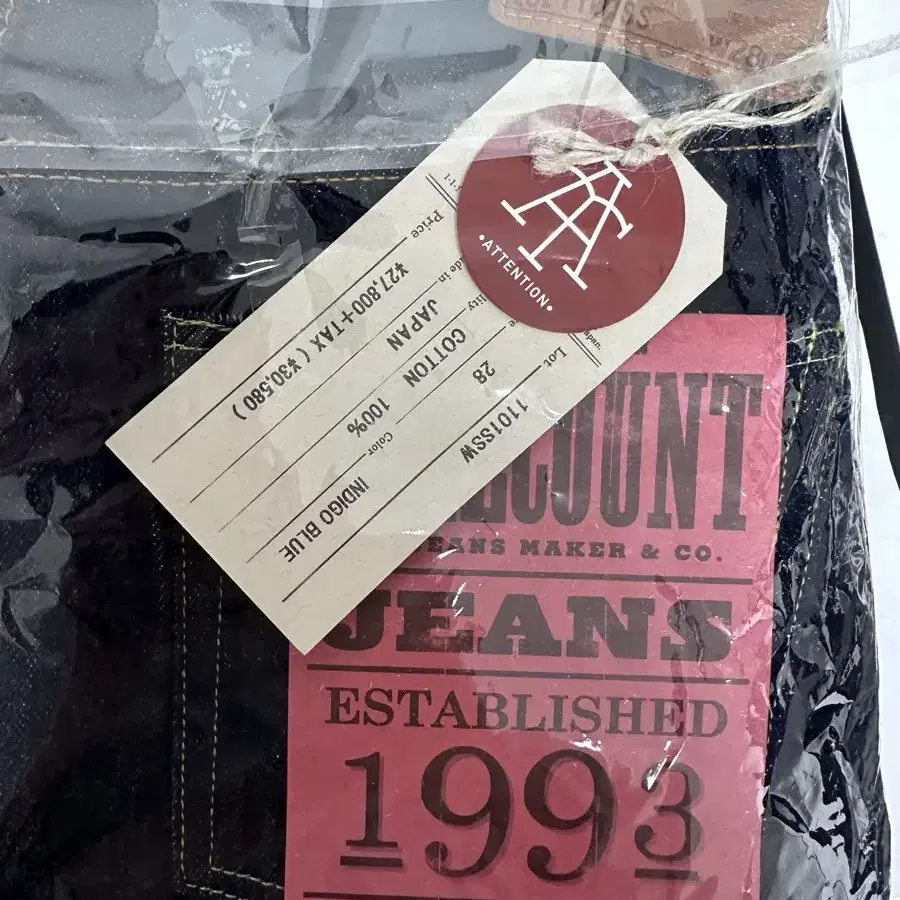 28
ATTENTION
Lot 1101SSW
28
Color INDIGO BLUE
COTTON 100%
JAPAN
Price ¥27,800+TAX ( ¥30,580 )
COUNT
JEANS MAKER & CO.
JEANS
ESTABLISHED
1993